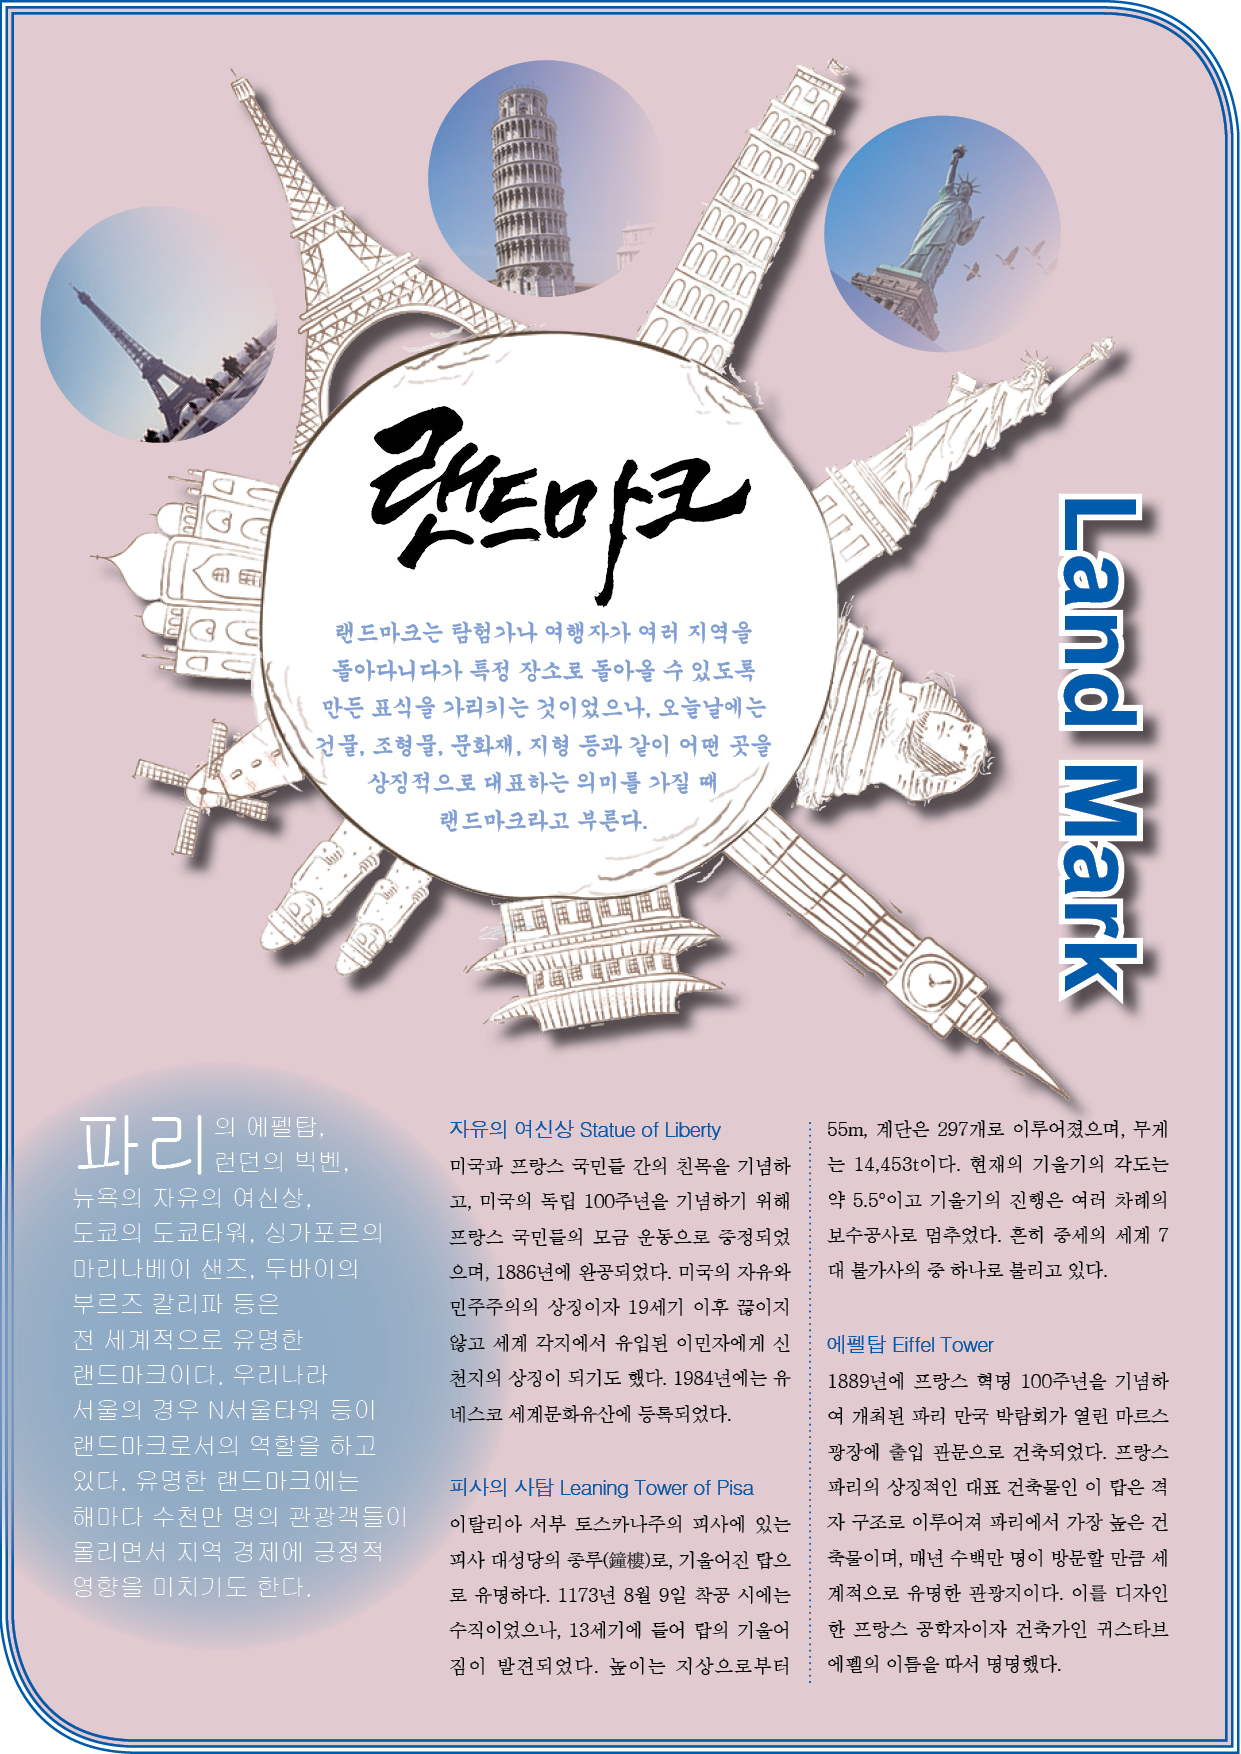 랜드마크
랜드마크는 탐험가나 여행자가 여러 지역을
돌아다니다가 특정 장소로 돌아올 수 있도록
만든 표식을 가리키는 것이었으나, 오늘날에는
건물, 조형물, 문화재, 지형 등과 같이 어떤 곳을
상징적으로 대표하는 의미를 가질 때
랜드마크라고 부른다.
Land Mark
파리의 에펠탑,
런던의 빅벤,
뉴욕의 자유의 여신상,
도쿄의 도쿄타워, 싱가포르의
마리나베이 샌즈, 두바이의
부르즈 칼리파 등은
전 세계적으로 유명한
랜드마크이다. 우리나라
서울의 경우 N서울타워 등이
랜드마크로서의 역할을 하고
있다. 유명한 랜드마크에는
해마다 수천만 명의 관광객들이
몰리면서 지역 경제에 긍정적
영향을 미치기도 한다.
자유의 여신상 Statue of Liberty
미국과 프랑스 국민들 간의 친목을 기념하
고, 미국의 독립 100주년을 기념하기 위해
프랑스 국민들의 모금 운동으로 증정되었
으며, 1886년에 완공되었다. 미국의 자유와
민주주의의 상징이자 19세기 이후 끊이지
않고 세계 각지에서 유입된 이민자에게 신
천지의 상징이 되기도 했다. 1984년에는 유
네스코 세계문화유산에 등록되었다.
피사의 사탑 Leaning Tower of Pisa
이탈리아 서부 토스카나주의 피사에 있는
피사 대성당의 종루(鐘樓)로, 기울어진 탑으
로 유명하다. 1173년 8월 9일 착공 시에는
수직이었으나, 13세기에 들어 탑의 기울어
짐이 발견되었다. 높이는 지상으로부터
55m, 계단은 297개로 이루어졌으며, 무게
는 14,453t이다. 현재의 기울기의 각도는
약 5.5°이고 기울기의 진행은 여러 차례의
보수공사로 멈추었다. 흔히 중세의 세계 7
대 불가사의 중 하나로 불리고 있다.
에펠탑 Eiffel Tower
1889년에 프랑스 혁명 100주년을 기념하
여 개최된 파리 만국 박람회가 열린 마르스
광장에 출입 관문으로 건축되었다. 프랑스
파리의 상징적인 대표 건축물인 이 탑은 격
자 구조로 이루어져 파리에서 가장 높은 건
축물이며, 매년 수백만 명이 방문할 만큼 세
계적으로 유명한 관광지이다. 이를 디자인
한 프랑스 공학자이자 건축가인 귀스타브
에펠의 이름을 따서 명명했다.